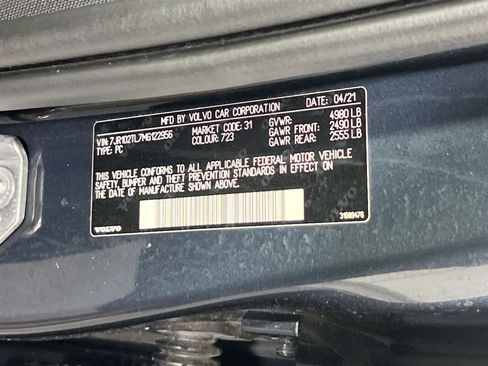 MFD BY VOLVO CAR CORPORATION DATE: 04/21
VIN: 7JR102TL7MG122956 MARKET CODE: 31 GVWR: 4980 LB
TYPE: PC COLOUR: 723 GAWR FRONT: 2490 LB
GAWR REAR: 2555 LB
THIS VEHICLE CONFORMS TO ALL APPLICABLE FEDERAL MOTOR VEHICLE
SAFETY, BUMPER AND THEFT PREVENTION STANDARDS IN EFFECT ON
THE DATE OF MANUFACTURE SHOWN ABOVE.
VOLVO